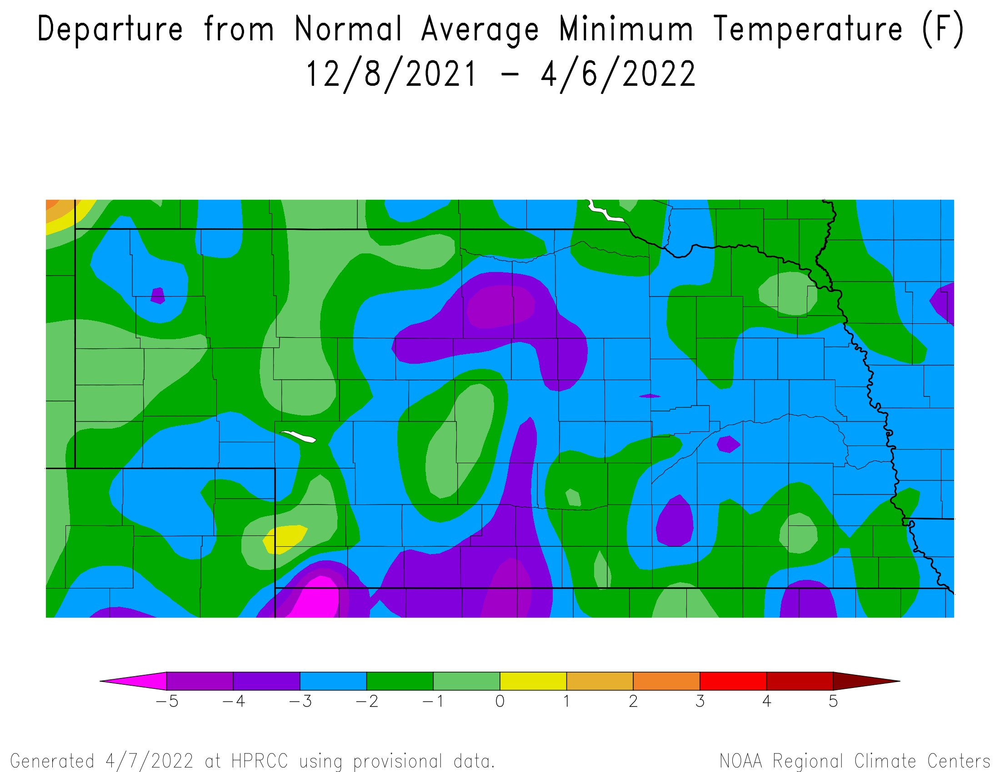 Departure from Normal Average Minimum Temperature (F)
12/8/2021 – 4/6/2022
-5 -4 -3 -2 -1 0 1 2 3 4 5
Generated 4/7/2022 at HPRCC using provisional data. NOAA Regional Climate Centers